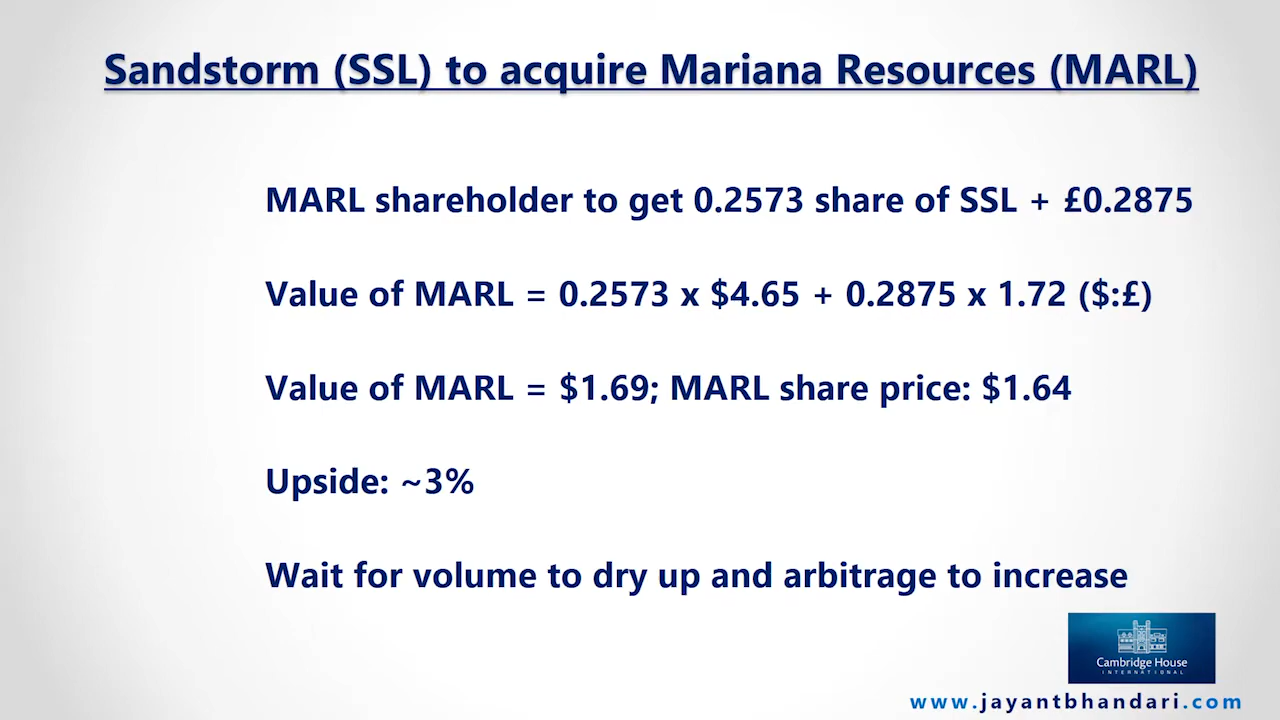 Sandstorm (SSL) to acquire Mariana Resources (MARL)
MARL shareholder to get 0.2573 share of SSL + £0.2875
Value of MARL = 0.2573 x $4.65 + 0.2875 x 1.72 ($:£)
Value of MARL = $1.69; MARL share price: $1.64
Upside: ~3%
Wait for volume to dry up and arbitrage to increase
Cambridge House
INTERNATIONAL
www.jayantbhandari.com